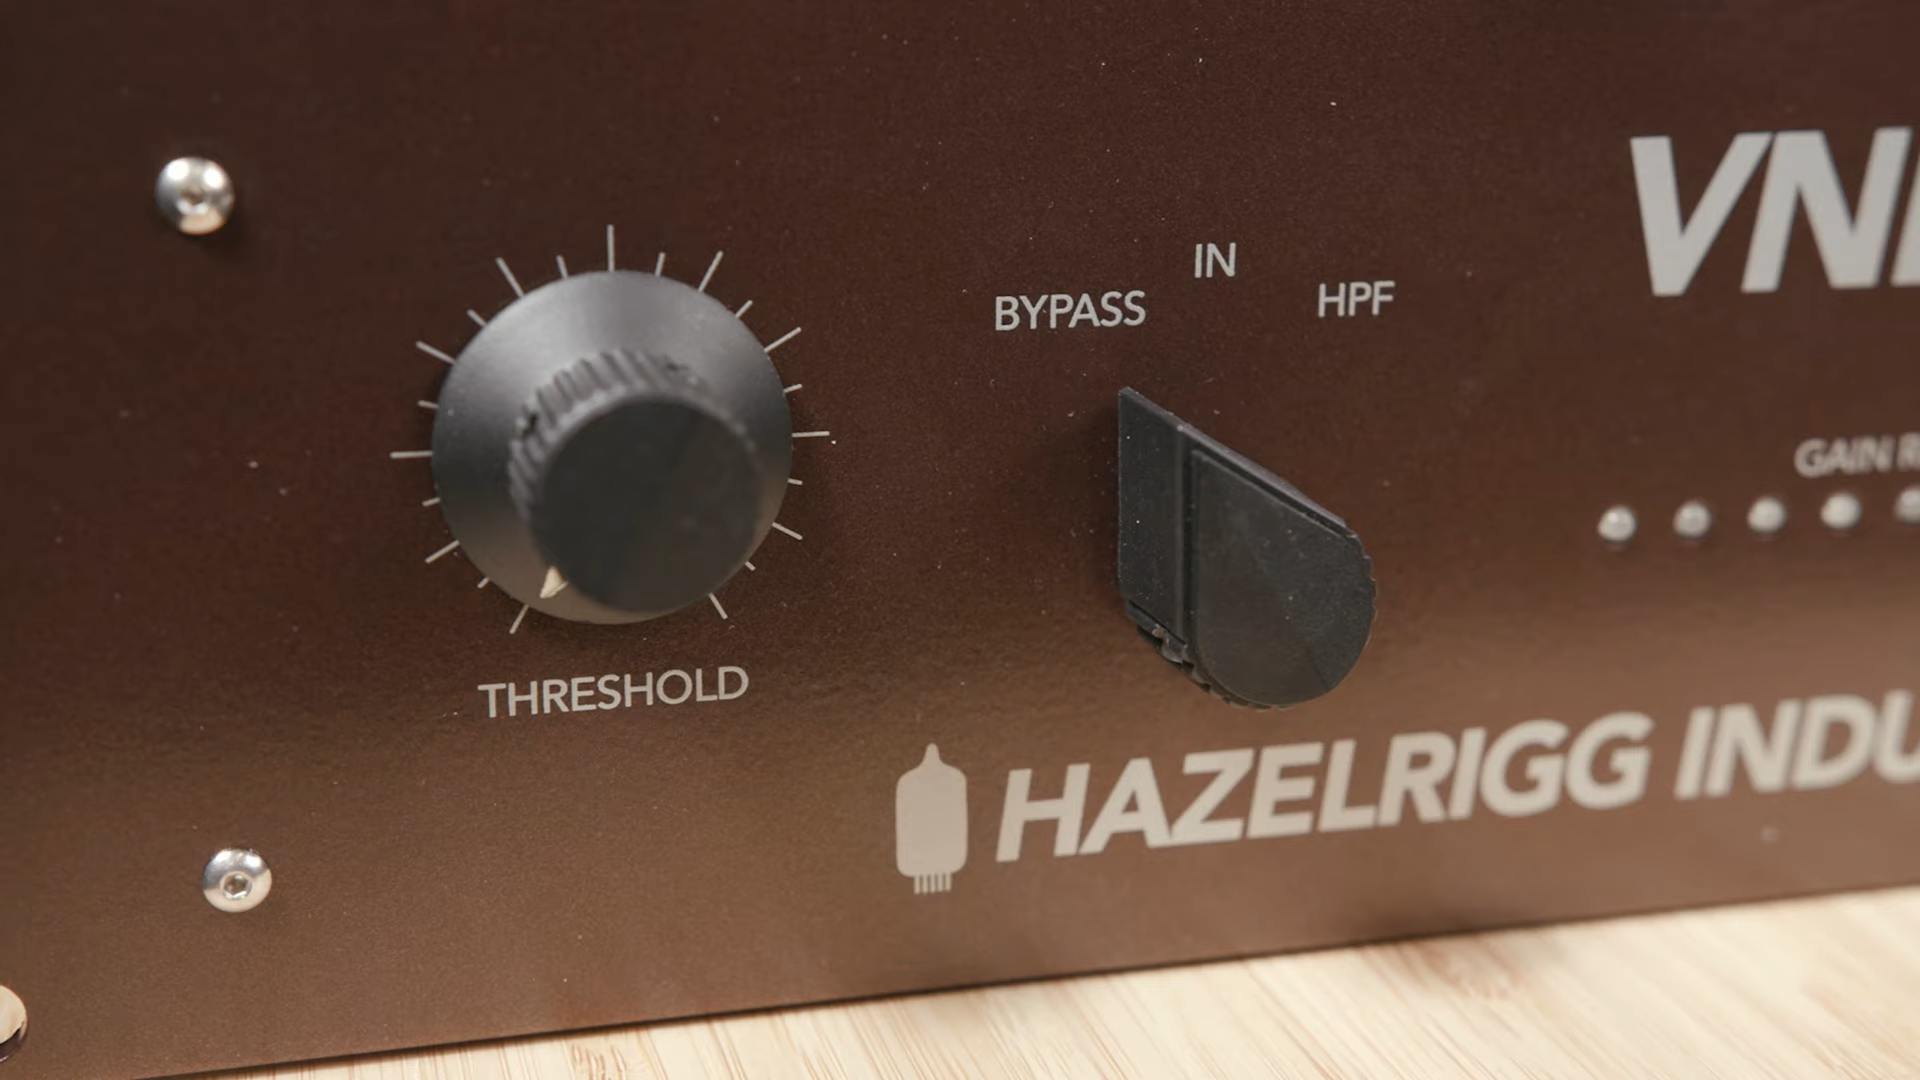 IN
BYPASS
HPF
VN
GAIN R
THRESHOLD
HAZELRIGG INDU